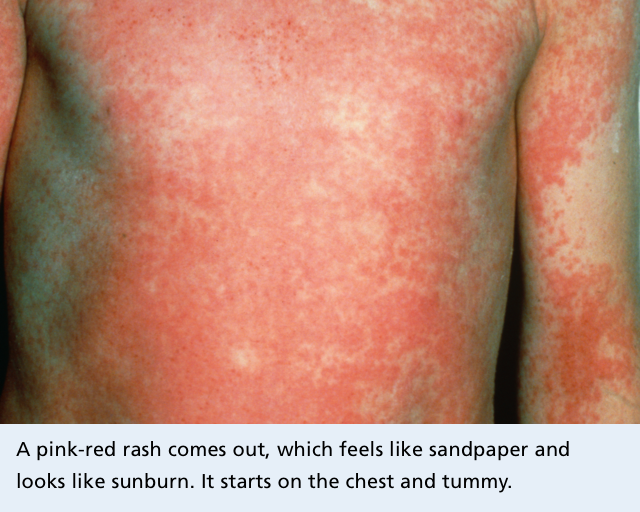 A pink-red rash comes out, which feels like sandpaper and
looks like sunburn. It starts on the chest and tummy.